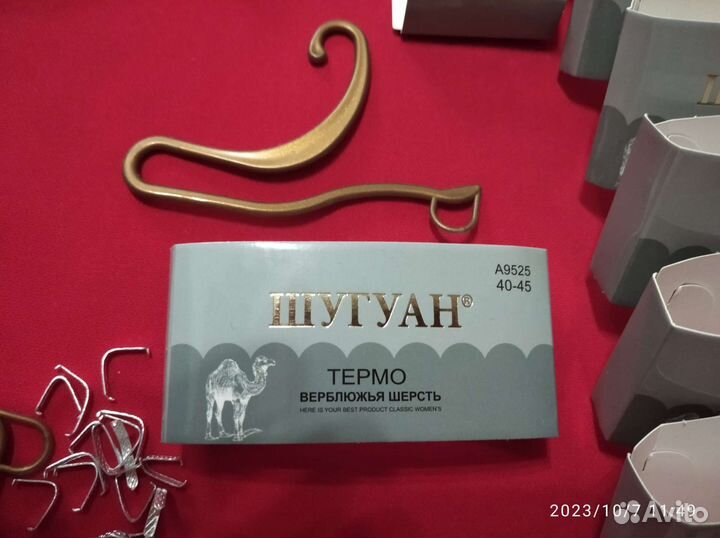 A9525
40-45
ШУГУАН®
ТЕРМО
ВЕРБЛЮЖЬЯ ШЕРСТЬ
HERE IS YOUR BEST PRODUCT CLASSIC WOMEN'S
2023/10/7 11:49
Avito